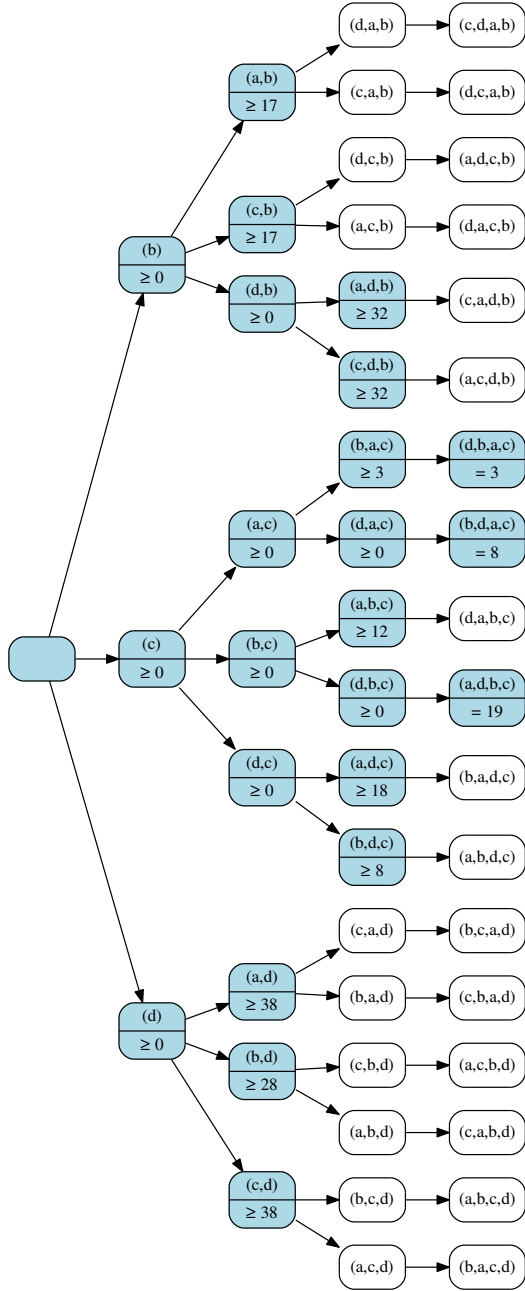 (d,a,b)
(c,d,a,b)
(a,b)
≥ 17
(c,a,b)
(d,c,a,b)
(d,c,b)
(a,d,c,b)
(c,b)
≥ 17
(a,c,b)
(d,a,c,b)
(b)
≥ 0
(d,b)
≥ 0
(a,d,b)
≥ 32
(c,a,d,b)
(c,d,b)
≥ 32
(a,c,d,b)
(b,a,c)
≥ 3
(d,b,a,c)
= 3
(a,c)
≥ 0
(d,a,c)
≥ 0
(b,d,a,c)
= 8
(a,b,c)
≥ 12
(d,a,b,c)
(c)
≥ 0
(b,c)
≥ 0
(d,b,c)
≥ 0
(a,d,b,c)
= 19
(d,c)
≥ 0
(a,d,c)
≥ 18
(b,a,d,c)
(b,d,c)
≥ 8
(a,b,d,c)
(c,a,d)
(b,c,a,d)
(a,d)
≥ 38
(b,a,d)
(c,b,a,d)
(d)
≥ 0
(b,d)
≥ 28
(c,b,d)
(a,c,b,d)
(a,b,d)
(c,a,b,d)
(c,d)
≥ 38
(b,c,d)
(a,b,c,d)
(a,c,d)
(b,a,c,d)